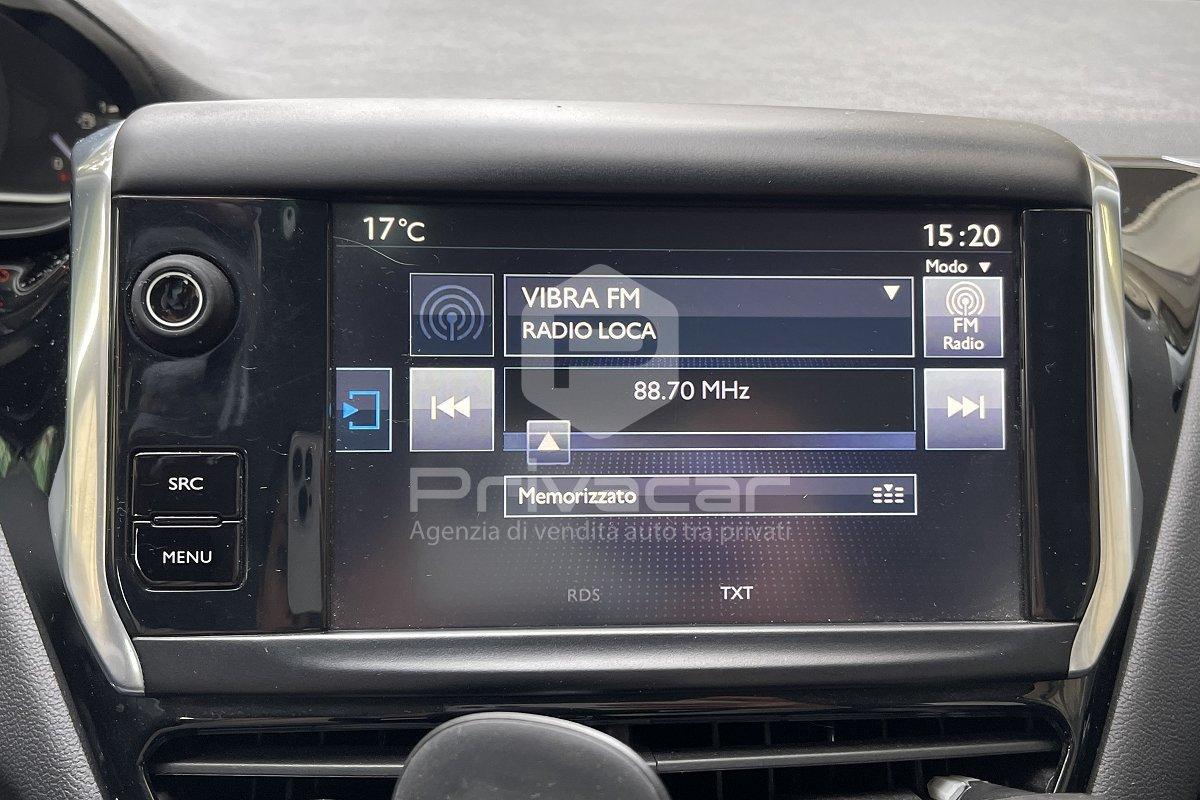 17°C
15:20
Modo
VIBRA FM
RADIO LOCA
FM
Radio
88.70 MHz
SRC
Privacar
Memorizzato
Agenzia di vendita auto tra privati
MENU
RDS
TXT